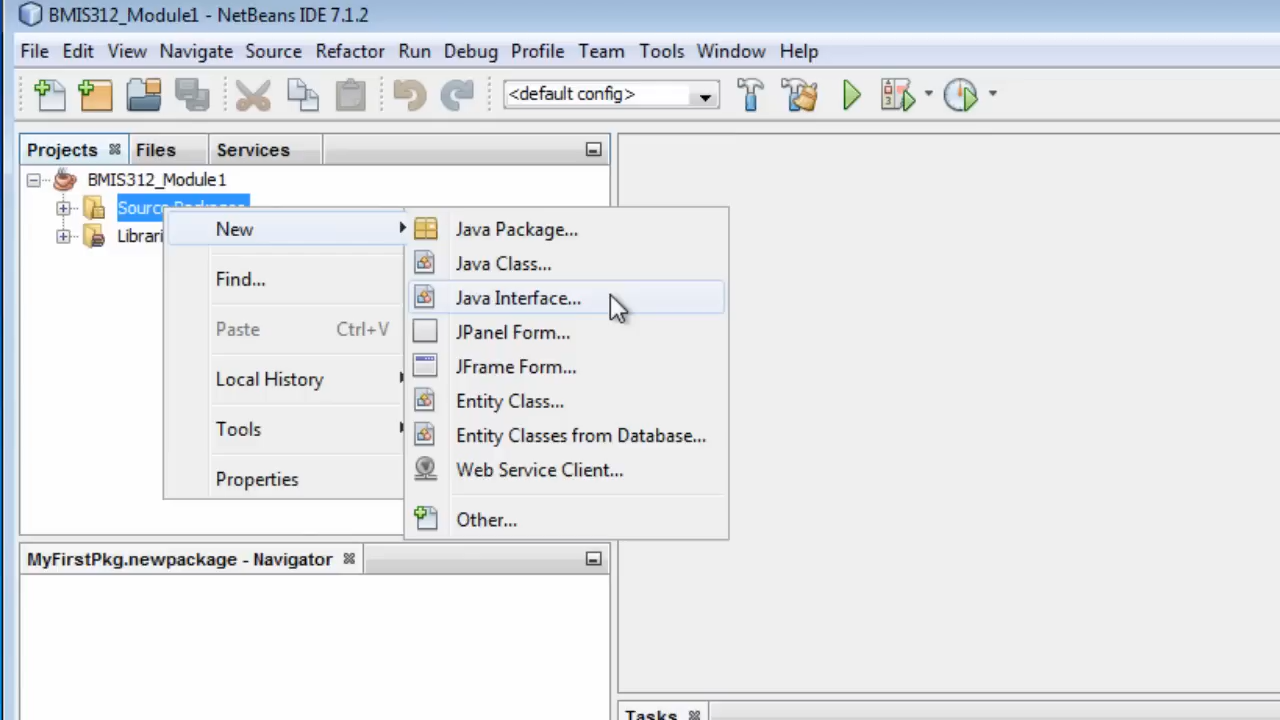 BMIS312_Module1 - NetBeans IDE 7.1.2
File Edit View Navigate Source Refactor Run Debug Profile Team Tools Window Help
<default config>
Projects Files Services
BMIS312_Module1
Source Packages
Librari
New
Find...
Paste Ctrl+V
Local History
Tools
Properties
Java Package...
Java Class...
Java Interface...
JPanel Form...
JFrame Form...
Entity Class...
Entity Classes from Database...
Web Service Client...
Other...
MyFirstPkg.newpackage - Navigator
Tasks